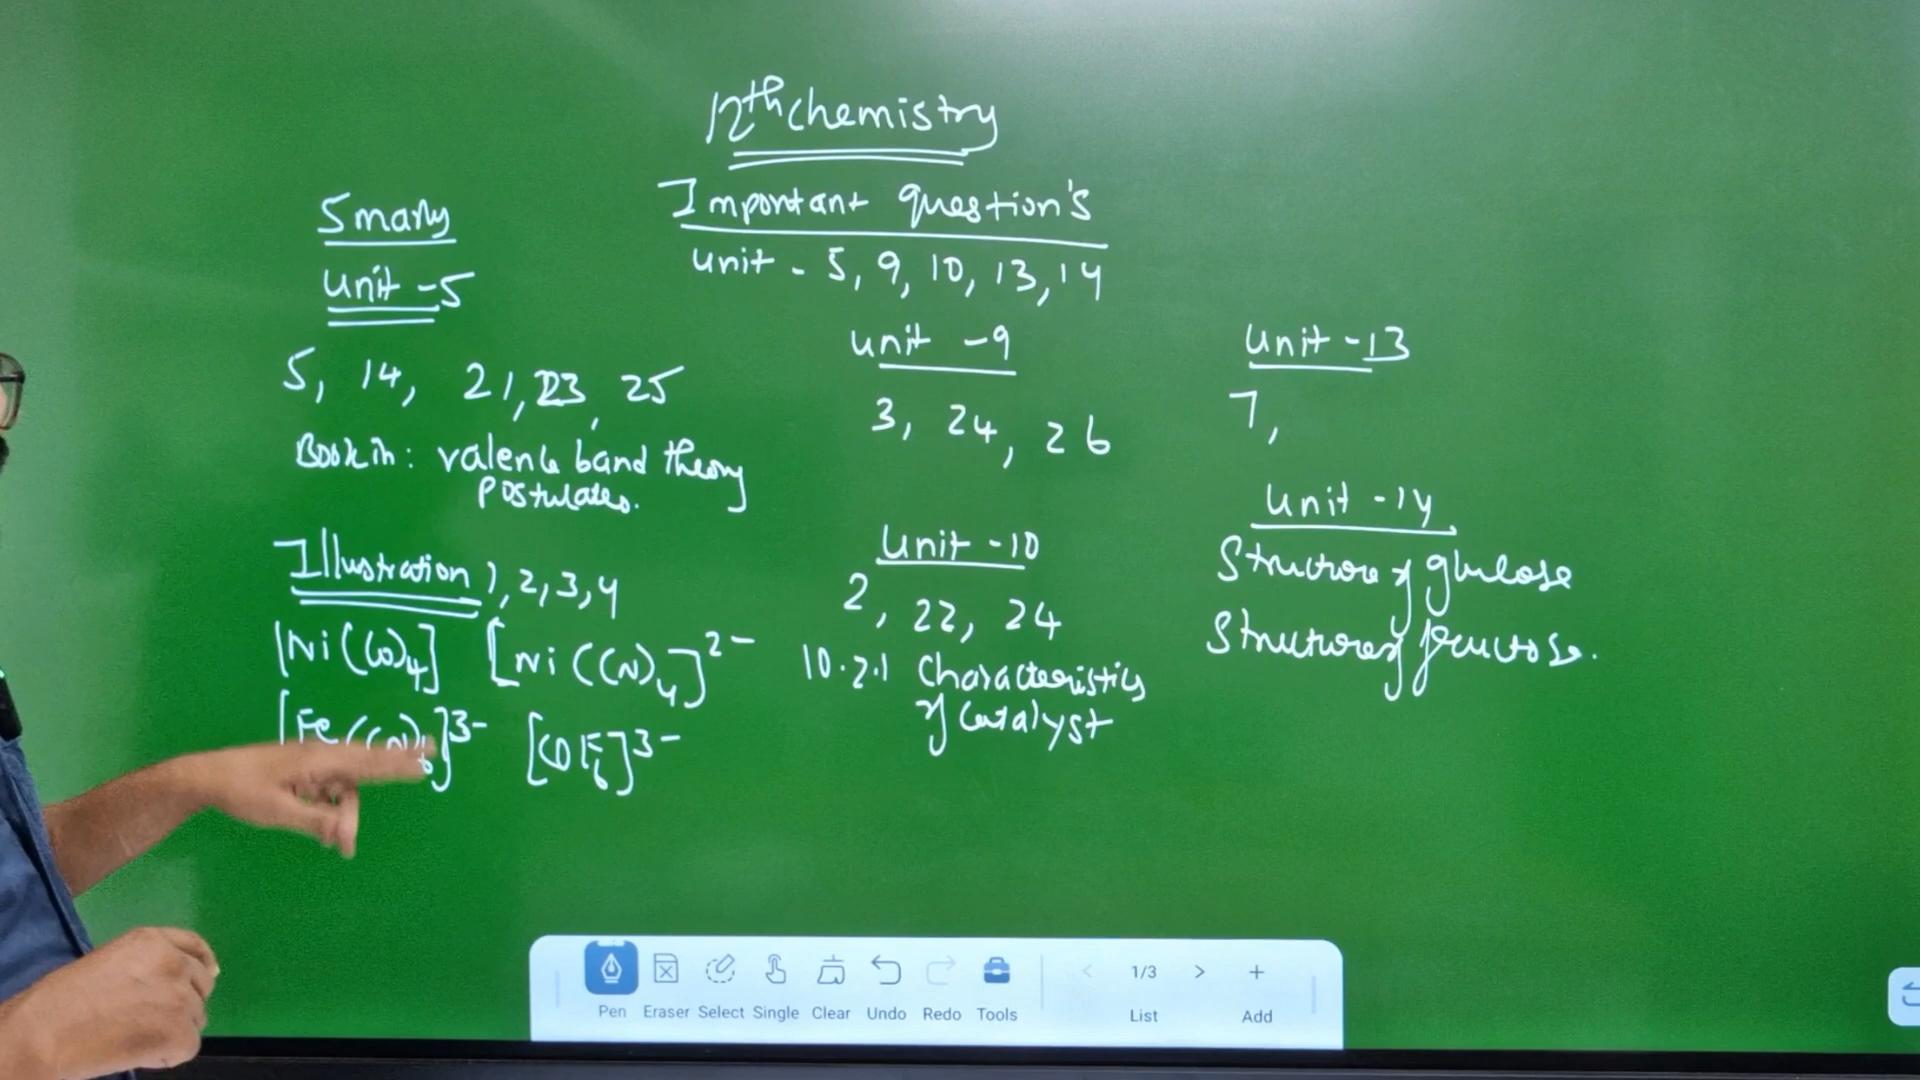 12th chemistry
Important question's
unit - 5, 9, 10, 13, 14
5 mark
unit - 5
5, 14, 21, 23, 25
Book in: valence band theory
postulates.
Illustration 1, 2, 3, 4
[Ni(CO)4] [Ni(CN)4]2-
[Fe(CN)6]3- [CoF6]3-
unit - 9
3, 24, 26
unit - 10
2, 22, 24
10.2.1 characteristics
of catalyst
unit - 13
7,
unit - 14
Structure of glucose
Structure of fructose.
Pen Eraser Select Single Clear Undo Redo Tools
< 1/3 > +
List Add